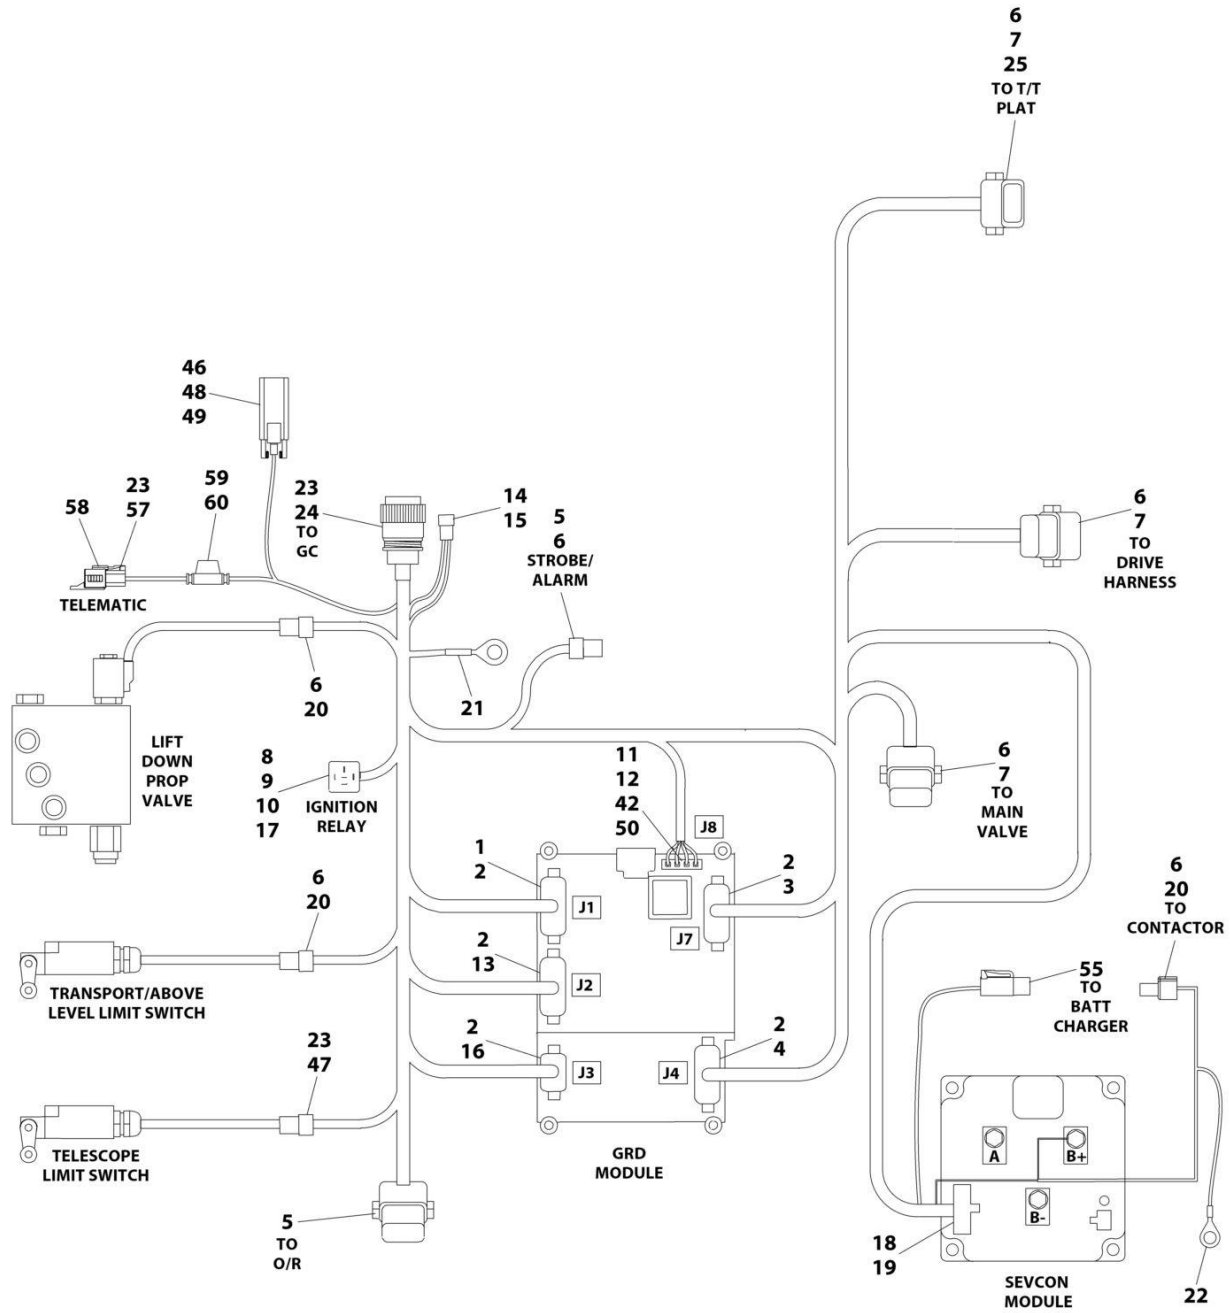 6
7
25
TO T/T
PLAT
46
48
49
59
60
23
57
58
TELEMATIC
23
24
TO
GC
14
15
5
6
STROBE/
ALARM
6
7
TO
DRIVE
HARNESS
6
20
21
LIFT
DOWN
PROP
VALVE
8
9
10
17
IGNITION
RELAY
11
12
42
50
J8
6
7
TO
MAIN
VALVE
1
2
J1
2
3
J7
6
20
TO
CONTACTOR
6
20
TRANSPORT/ABOVE
LEVEL LIMIT SWITCH
2
13
J2
55
TO
BATT
CHARGER
2
16
J3
2
4
J4
23
47
TELESCOPE
LIMIT SWITCH
GRD
MODULE
A
B+
B-
5
TO
O/R
18
19
SEVCON
MODULE
22